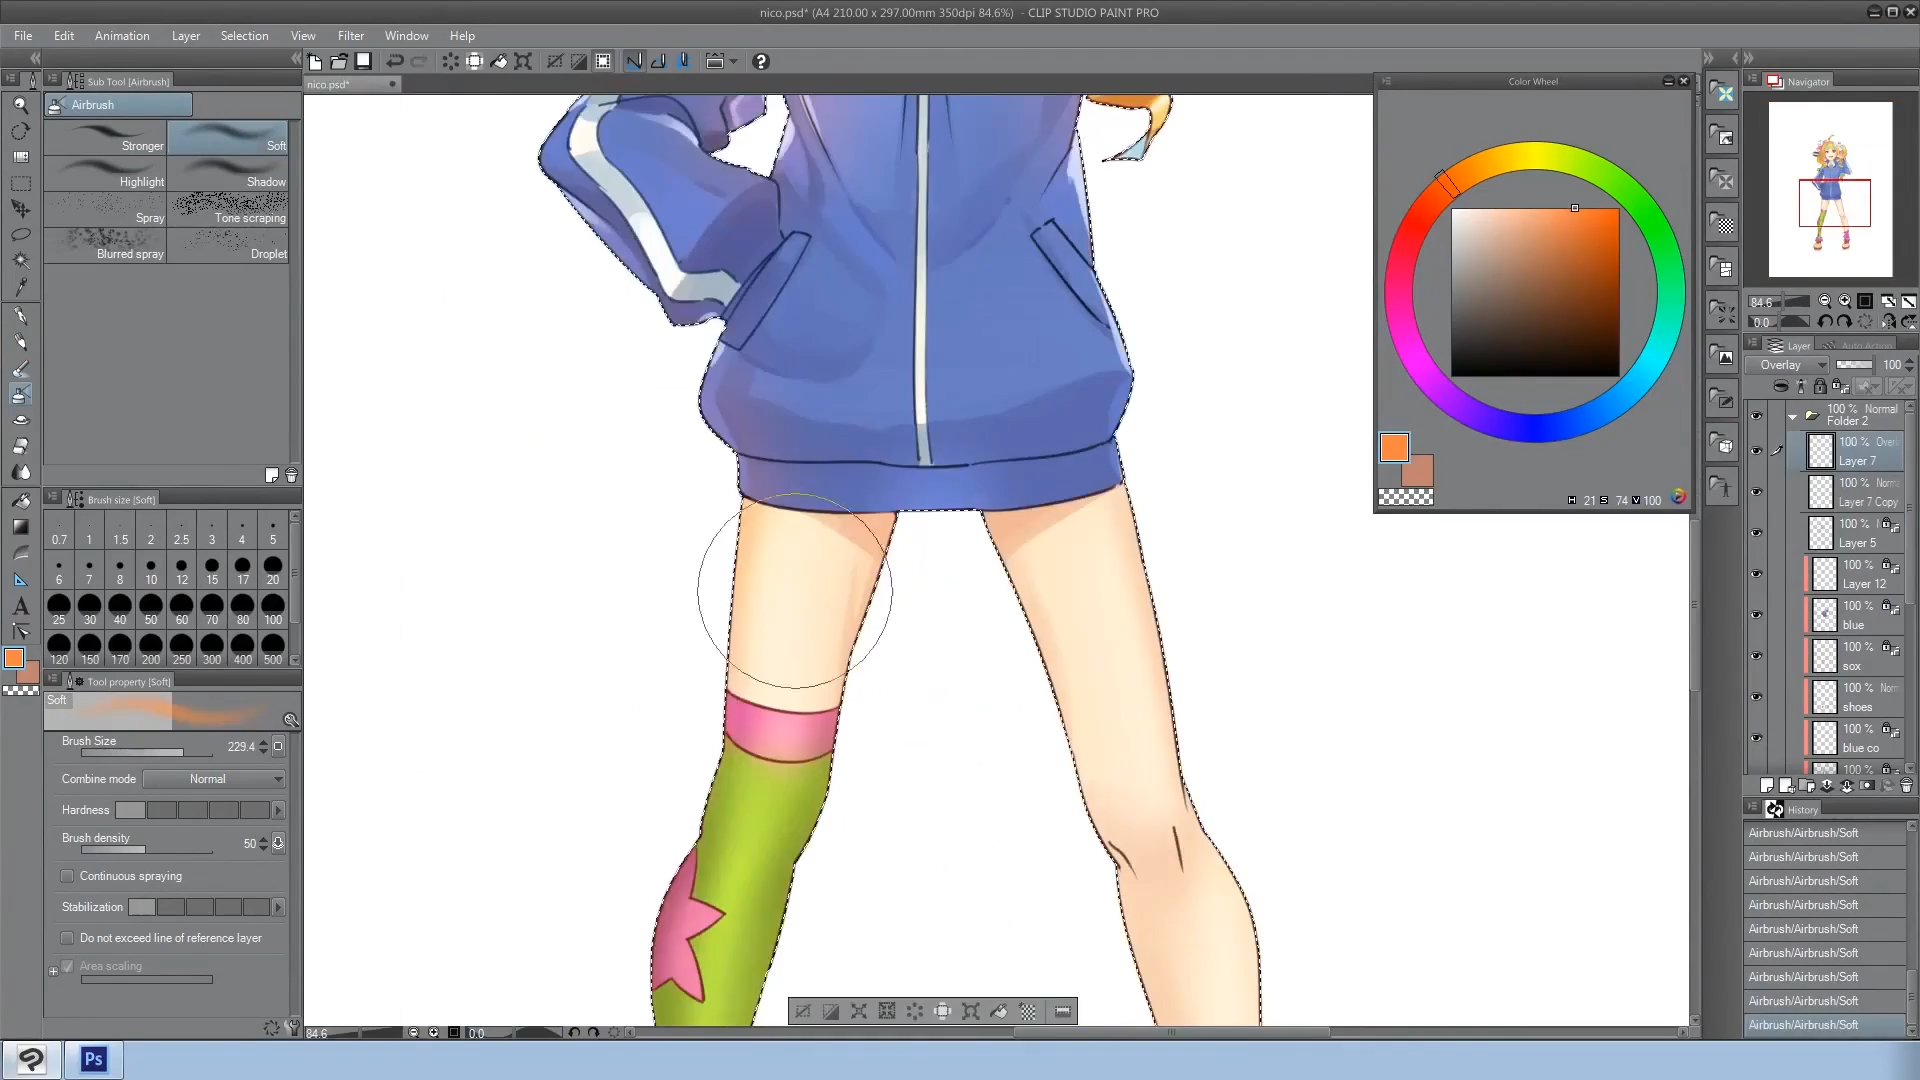 nico.psd* (A4 210.00 x 297.00mm 350dpi 84.6%) - CLIP STUDIO PAINT PRO
File Edit Animation Layer Selection View Filter Window Help
Sub Tool [Airbrush]
Airbrush
Stronger Soft
Highlight Shadow
Spray Tone scraping
Blurred spray Droplet
Brush size [Soft]
0.7 1 1.5 2 2.5 3 4 5
6 7 8 10 12 15 17 20
25 30 40 50 60 70 80 100
120 150 170 200 250 300 400 500
Tool property [Soft]
Soft
Brush Size 229.4
Combine mode Normal
Hardness
Brush density 50
Continuous spraying
Stabilization
Do not exceed line of reference layer
Area scaling
nico.psd*
84.6 0.0
Color Wheel
H 21 S 74 V 100
Navigator
84.6
0.0
Layer Auto Action
Overlay 100
100 % Normal
Folder 2
100 % Overl
Layer 7
100 % Norm
Layer 7 Copy
100 %
Layer 5
100 %
Layer 12
100 %
blue
100 %
sox
100 % Norm
shoes
100 %
blue co
100 %
History
Airbrush/Airbrush/Soft
Airbrush/Airbrush/Soft
Airbrush/Airbrush/Soft
Airbrush/Airbrush/Soft
Airbrush/Airbrush/Soft
Airbrush/Airbrush/Soft
Airbrush/Airbrush/Soft
Airbrush/Airbrush/Soft
Airbrush/Airbrush/Soft
Ps